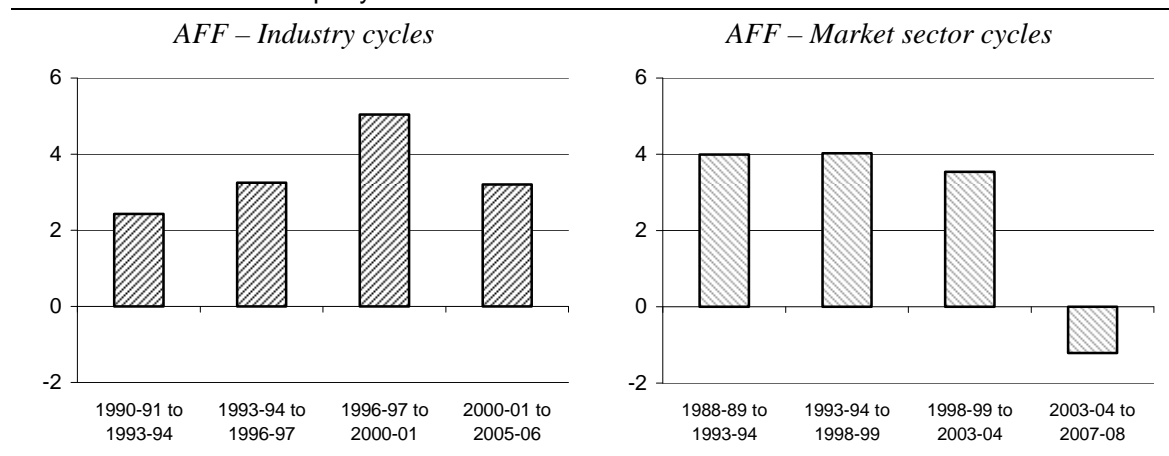 AFF – Industry cycles
6
4
2
0
-2
1990-91 to 1993-94 to 1996-97 to 2000-01 to
1993-94 1996-97 2000-01 2005-06
AFF – Market sector cycles
6
4
2
0
-2
1988-89 to 1993-94 to 1998-99 to 2003-04 to
1993-94 1998-99 2003-04 2007-08